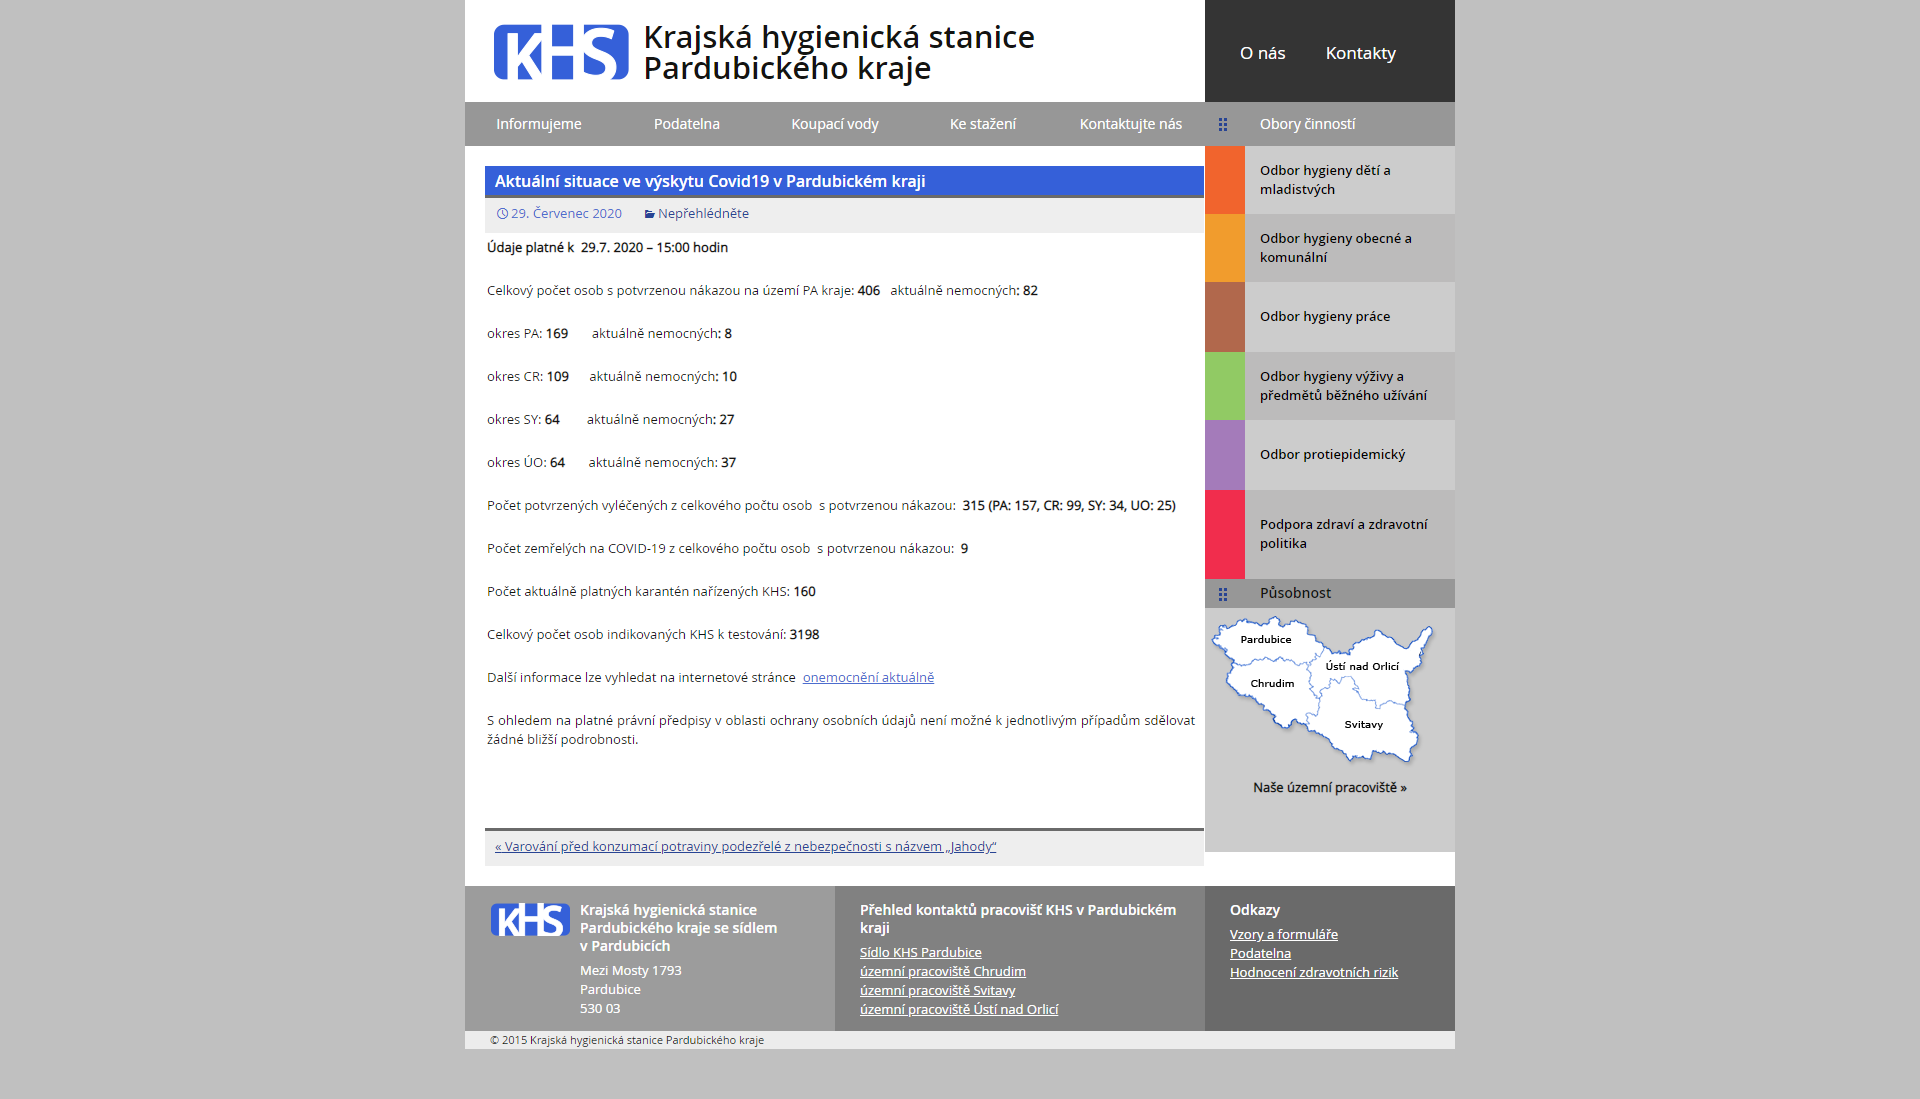 KHS
Krajská hygienická stanice
Pardubického kraje
O nás
Kontakty
Informujeme
Podatelna
Koupací vody
Ke stažení
Kontaktujte nás
Obory činností
Aktuální situace ve výskytu Covid19 v Pardubickém kraji
29. Červenec 2020 Nepřehlédněte
Údaje platné k  29.7. 2020 – 15:00 hodin
Celkový počet osob s potvrzenou nákazou na území PA kraje: 406   aktuálně nemocných: 82
okres PA: 169       aktuálně nemocných: 8
okres CR: 109      aktuálně nemocných: 10
okres SY: 64        aktuálně nemocných: 27
okres ÚO: 64       aktuálně nemocných: 37
Počet potvrzených vyléčených z celkového počtu osob  s potvrzenou nákazou:  315 (PA: 157, CR: 99, SY: 34, UO: 25)
Počet zemřelých na COVID-19 z celkového počtu osob  s potvrzenou nákazou:  9
Počet aktuálně platných karantén nařízených KHS: 160
Celkový počet osob indikovaných KHS k testování: 3198
Další informace lze vyhledat na internetové stránce  onemocnění aktuálně
S ohledem na platné právní předpisy v oblasti ochrany osobních údajů není možné k jednotlivým případům sdělovat
žádné bližší podrobnosti.
« Varování před konzumací potraviny podezřelé z nebezpečnosti s názvem „Jahody“
Odbor hygieny dětí a
mladistvých
Odbor hygieny obecné a
komunální
Odbor hygieny práce
Odbor hygieny výživy a
předmětů běžného užívání
Odbor protiepidemický
Podpora zdraví a zdravotní
politika
Působnost
Pardubice
Ústí nad Orlicí
Chrudim
Svitavy
Naše územní pracoviště »
KHS
Krajská hygienická stanice
Pardubického kraje se sídlem
v Pardubicích
Mezi Mosty 1793
Pardubice
530 03
Přehled kontaktů pracovišť KHS v Pardubickém
kraji
Sídlo KHS Pardubice
územní pracoviště Chrudim
územní pracoviště Svitavy
územní pracoviště Ústí nad Orlicí
Odkazy
Vzory a formuláře
Podatelna
Hodnocení zdravotních rizik
© 2015 Krajská hygienická stanice Pardubického kraje